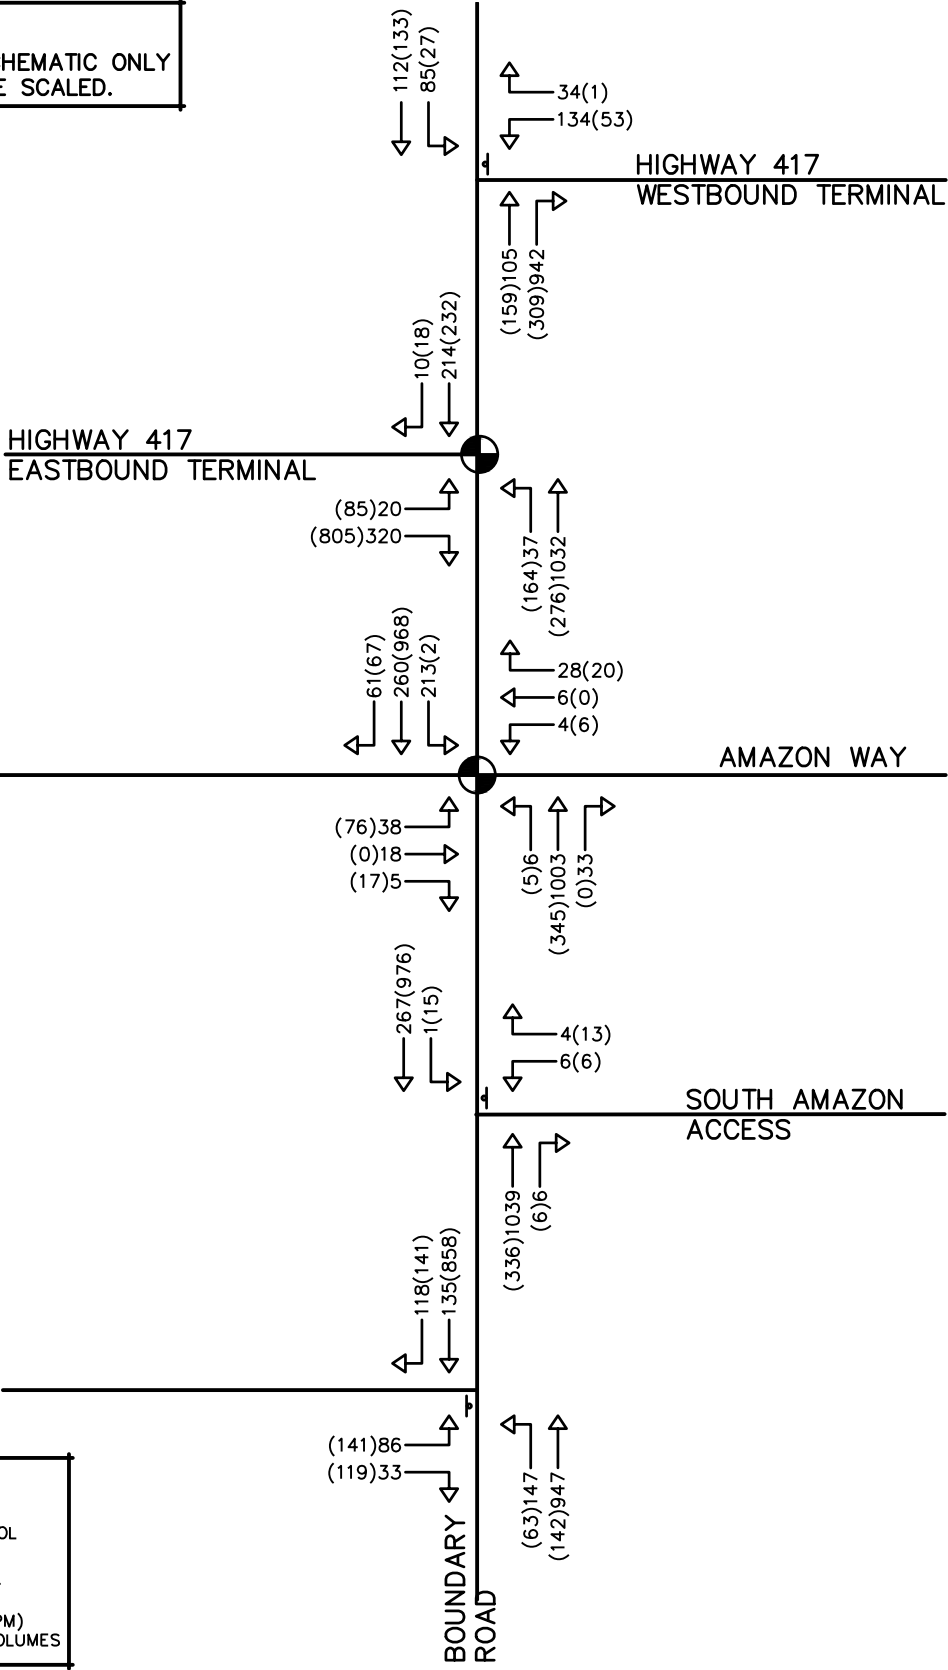 CHEMATIC ONLY
E SCALED.
112(133)
85(27)
34(1)
134(53)
HIGHWAY 417
WESTBOUND TERMINAL
(159)105
(309)942
10(18)
214(232)
HIGHWAY 417
EASTBOUND TERMINAL
(85)20
(805)320
(164)37
(276)1032
61(67)
260(968)
213(2)
28(20)
6(0)
4(6)
AMAZON WAY
(76)38
(0)18
(17)5
(5)6
(345)1003
(0)33
267(976)
1(15)
4(13)
6(6)
SOUTH AMAZON
ACCESS
(336)1039
(6)6
118(141)
135(858)
(141)86
(119)33
(63)147
(142)947
BOUNDARY
ROAD
OL
PM)
OLUMES